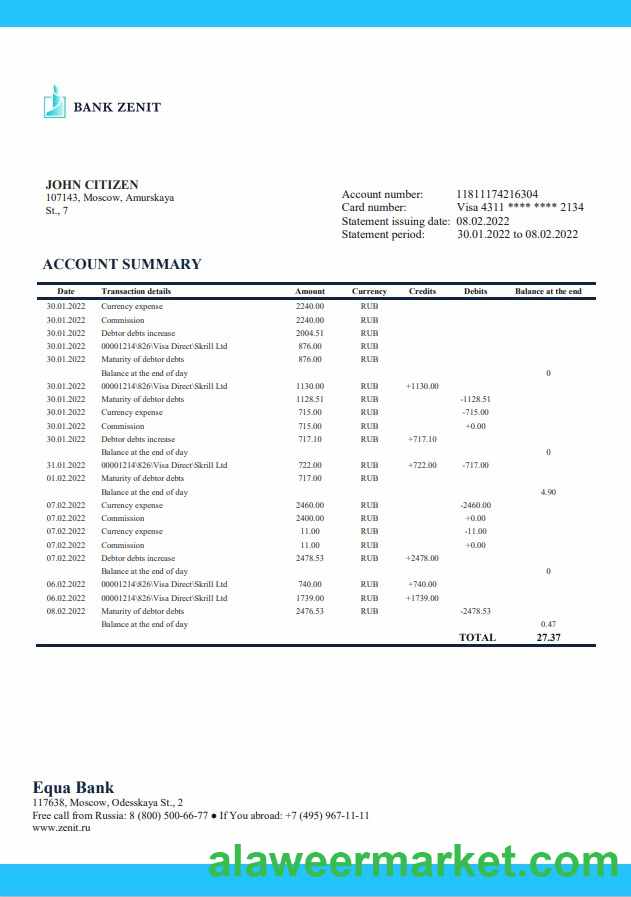 BANK ZENIT
JOHN CITIZEN
107143, Moscow, Amurskaya
St., 7
Account number: 11811174216304
Card number: Visa 4311 **** **** 2134
Statement issuing date: 08.02.2022
Statement period: 30.01.2022 to 08.02.2022
ACCOUNT SUMMARY
Date Transaction details Amount Currency Credits Debits Balance at the end
30.01.2022 Currency expense 2240.00 RUB
30.01.2022 Commission 2240.00 RUB
30.01.2022 Debtor debts increase 2004.51 RUB
30.01.2022 00001214\826\Visa Direct\Skrill Ltd 876.00 RUB
30.01.2022 Maturity of debtor debts 876.00 RUB
Balance at the end of day 0
30.01.2022 00001214\826\Visa Direct\Skrill Ltd 1130.00 RUB +1130.00
30.01.2022 Maturity of debtor debts 1128.51 RUB -1128.51
30.01.2022 Currency expense 715.00 RUB -715.00
30.01.2022 Commission 715.00 RUB +0.00
30.01.2022 Debtor debts increase 717.10 RUB +717.10
Balance at the end of day 0
31.01.2022 00001214\826\Visa Direct\Skrill Ltd 722.00 RUB +722.00 -717.00
01.02.2022 Maturity of debtor debts 717.00 RUB
Balance at the end of day 4.90
07.02.2022 Currency expense 2460.00 RUB -2460.00
07.02.2022 Commission 2400.00 RUB +0.00
07.02.2022 Currency expense 11.00 RUB -11.00
07.02.2022 Commission 11.00 RUB +0.00
07.02.2022 Debtor debts increase 2478.53 RUB +2478.00
Balance at the end of day 0
06.02.2022 00001214\826\Visa Direct\Skrill Ltd 740.00 RUB +740.00
06.02.2022 00001214\826\Visa Direct\Skrill Ltd 1739.00 RUB +1739.00
08.02.2022 Maturity of debtor debts 2476.53 RUB -2478.53
Balance at the end of day 0.47
TOTAL 27.37
Equa Bank
117638, Moscow, Odesskaya St., 2
Free call from Russia: 8 (800) 500-66-77 ● If You abroad: +7 (495) 967-11-11
www.zenit.ru
alaweermarket.com